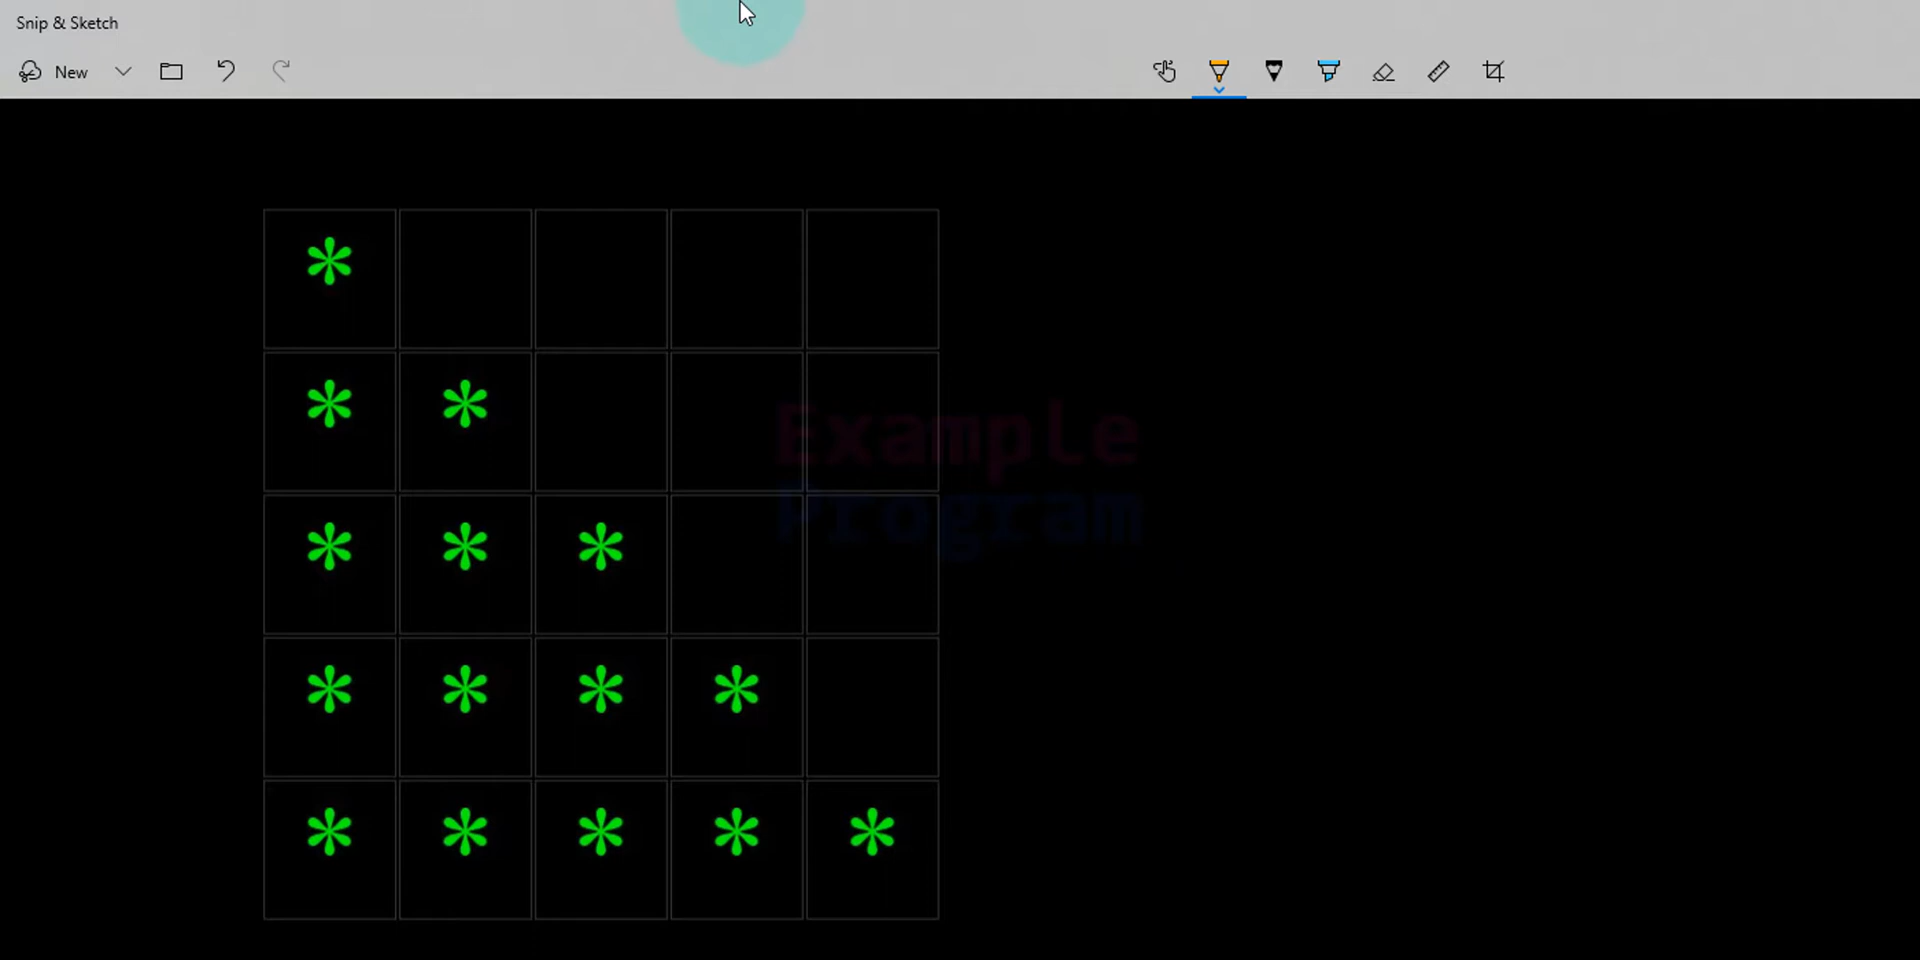 Snip & Sketch
New
*
* *
* * *
Example
Program
* * * *
* * * * *